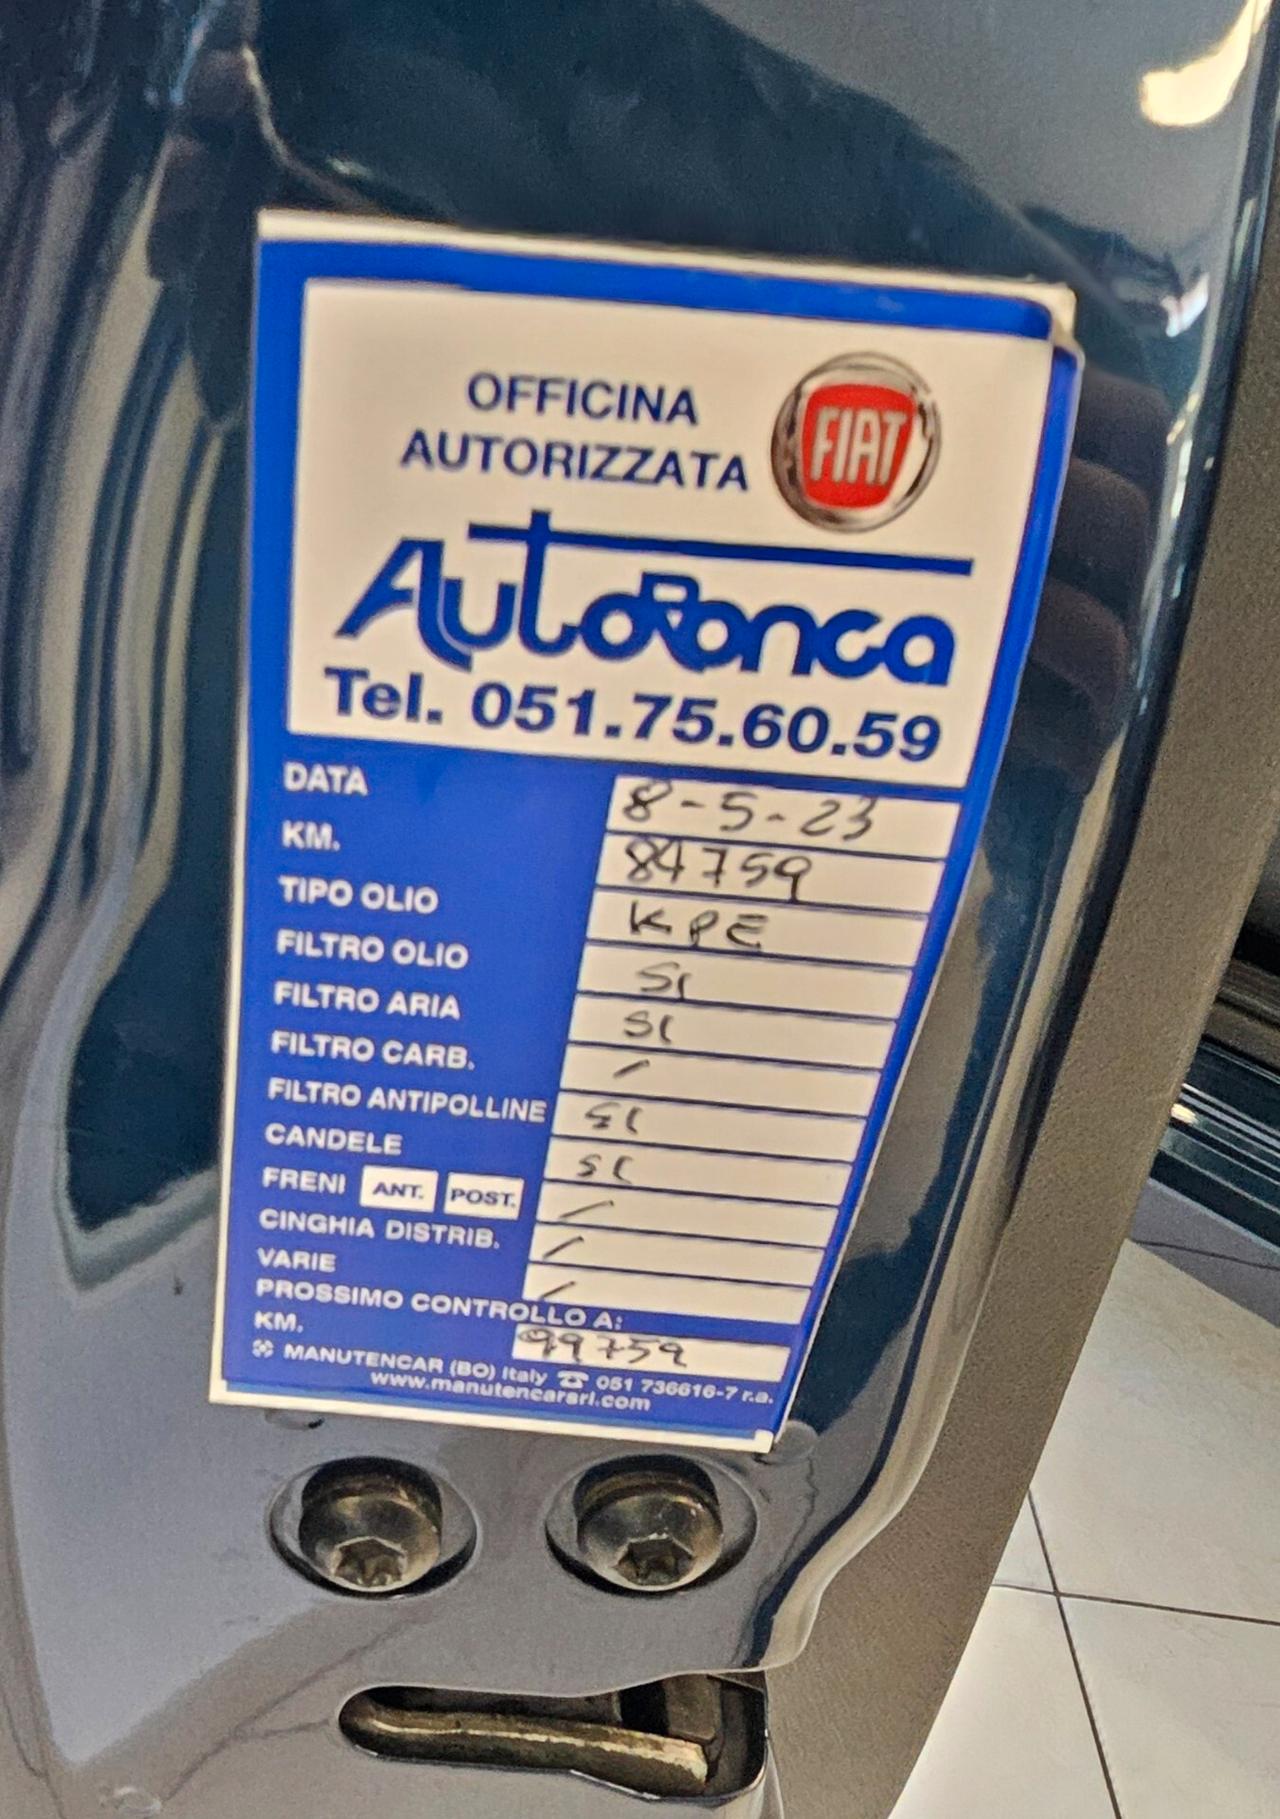 OFFICINA
AUTORIZZATA
FIAT
AutoRonca
Tel. 051.75.60.59
DATA 8-5-23
KM. 84759
TIPO OLIO KPE
FILTRO OLIO SI
FILTRO ARIA SI
FILTRO CARB. /
FILTRO ANTIPOLLINE SI
CANDELE SI
FRENI ANT. POST. /
CINGHIA DISTRIB. /
VARIE /
PROSSIMO CONTROLLO A:
KM. 99759
MANUTENCAR (BO) Italy ☎ 051 736616-7 r.a.
www.manutencarsrl.com